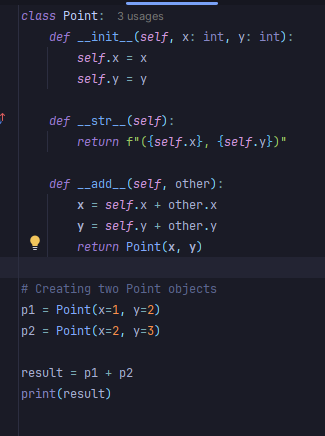 class Point:  3 usages
    def __init__(self, x: int, y: int):
        self.x = x
        self.y = y

    def __str__(self):
        return f"({self.x}, {self.y})"

    def __add__(self, other):
        x = self.x + other.x
        y = self.y + other.y
        return Point(x, y)

# Creating two Point objects
p1 = Point(x=1, y=2)
p2 = Point(x=2, y=3)

result = p1 + p2
print(result)